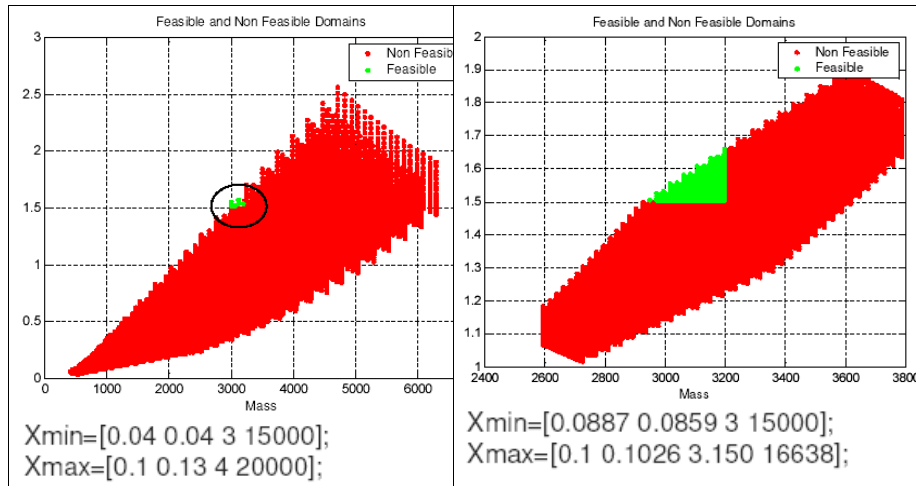 Feasible and Non Feasible Domains
3
2.5
2
1.5
1
0.5
0
0 1000 2000 3000 4000 5000 6000
Mass
Non Feasib
Feasible
Xmin=[0.04 0.04 3 15000];
Xmax=[0.1 0.13 4 20000];
Feasible and Non Feasible Domains
2
1.9
1.8
1.7
1.6
1.5
1.4
1.3
1.2
1.1
1
2400 2600 2800 3000 3200 3400 3600 3800
Mass
Non Feasible
Feasible
Xmin=[0.0887 0.0859 3 15000];
Xmax=[0.1 0.1026 3.150 16638];